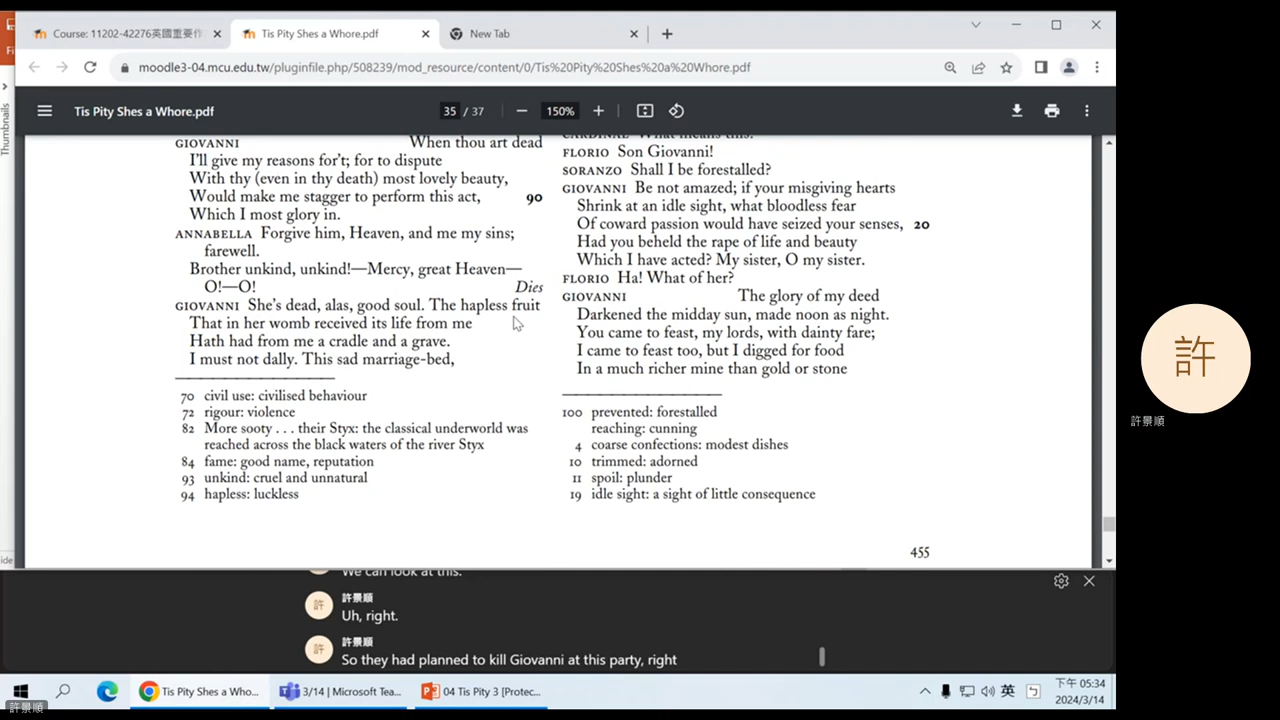 Course: 11202-42276英國重要作
Tis Pity Shes a Whore.pdf
New Tab
moodle3-04.mcu.edu.tw/pluginfile.php/508239/mod_resource/content/0/Tis%20Pity%20Shes%20a%20Whore.pdf
Tis Pity Shes a Whore.pdf
35 / 37
150%
Thumbnails
GIOVANNI When thou art dead
I'll give my reasons for't; for to dispute
With thy (even in thy death) most lovely beauty,
Would make me stagger to perform this act, 90
Which I most glory in.
ANNABELLA Forgive him, Heaven, and me my sins;
farewell.
Brother unkind, unkind!—Mercy, great Heaven—
O!—O! Dies
GIOVANNI She's dead, alas, good soul. The hapless fruit
That in her womb received its life from me
Hath had from me a cradle and a grave.
I must not dally. This sad marriage-bed,
70 civil use: civilised behaviour
72 rigour: violence
82 More sooty . . . their Styx: the classical underworld was
reached across the black waters of the river Styx
84 fame: good name, reputation
93 unkind: cruel and unnatural
94 hapless: luckless
CARDINAL What means this?
FLORIO Son Giovanni!
SORANZO Shall I be forestalled?
GIOVANNI Be not amazed; if your misgiving hearts
Shrink at an idle sight, what bloodless fear
Of coward passion would have seized your senses, 20
Had you beheld the rape of life and beauty
Which I have acted? My sister, O my sister.
FLORIO Ha! What of her?
GIOVANNI The glory of my deed
Darkened the midday sun, made noon as night.
You came to feast, my lords, with dainty fare;
I came to feast too, but I digged for food
In a much richer mine than gold or stone
100 prevented: forestalled
reaching: cunning
4 coarse confections: modest dishes
10 trimmed: adorned
11 spoil: plunder
19 idle sight: a sight of little consequence
455
許
許景順
We can look at this.
許
許景順
Uh, right.
許
許景順
So they had planned to kill Giovanni at this party, right
Tis Pity Shes a Who...
3/14 | Microsoft Tea...
04 Tis Pity 3 [Protec...
英
下午 05:34
2024/3/14
許景順